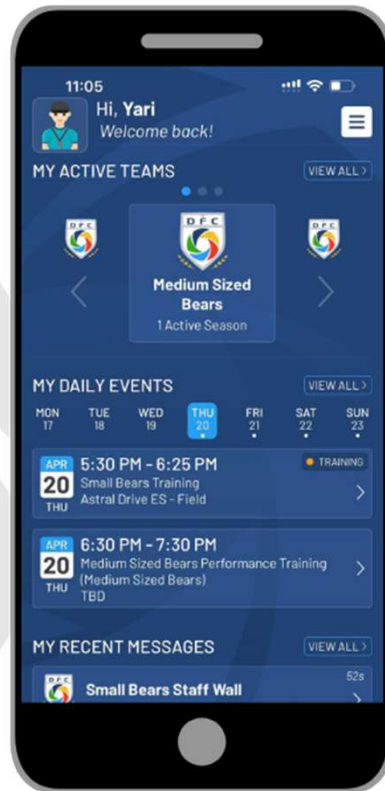 11:05
Hi, Yari
Welcome back!
MY ACTIVE TEAMS
VIEW ALL >
DFC
DFC
DFC
Medium Sized
Bears
1 Active Season
MY DAILY EVENTS
VIEW ALL >
MON TUE WED THU FRI SAT SUN
17 18 19 20 21 22 23
APR
20
THU
5:30 PM - 6:25 PM
TRAINING
Small Bears Training
Astral Drive ES - Field
APR
20
THU
6:30 PM - 7:30 PM
Medium Sized Bears Performance Training
(Medium Sized Bears)
TBD
MY RECENT MESSAGES
VIEW ALL >
DFC
Small Bears Staff Wall
52s